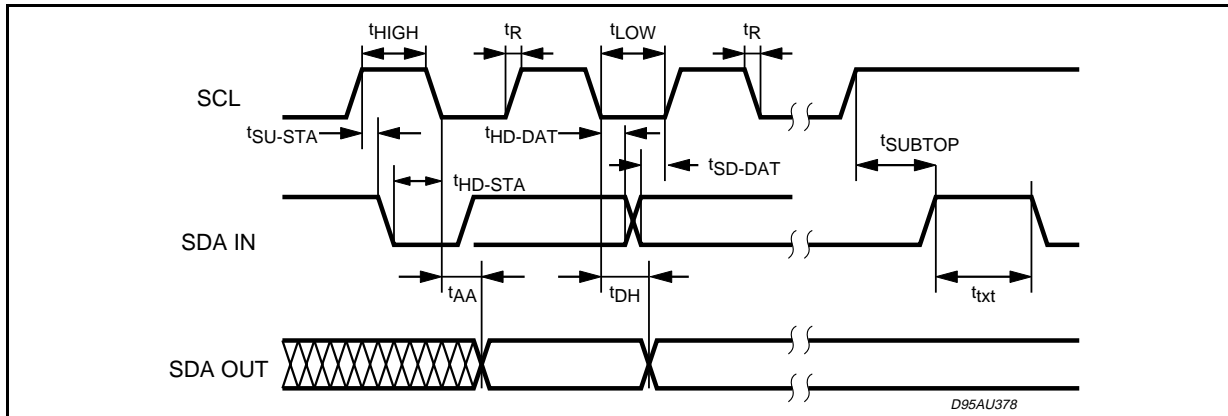 tHIGH
tR
tLOW
tR
SCL
tSU-STA
tHD-DAT
tSUBTOP
tSD-DAT
tHD-STA
SDA IN
tAA
tDH
ttxt
SDA OUT
D95AU378